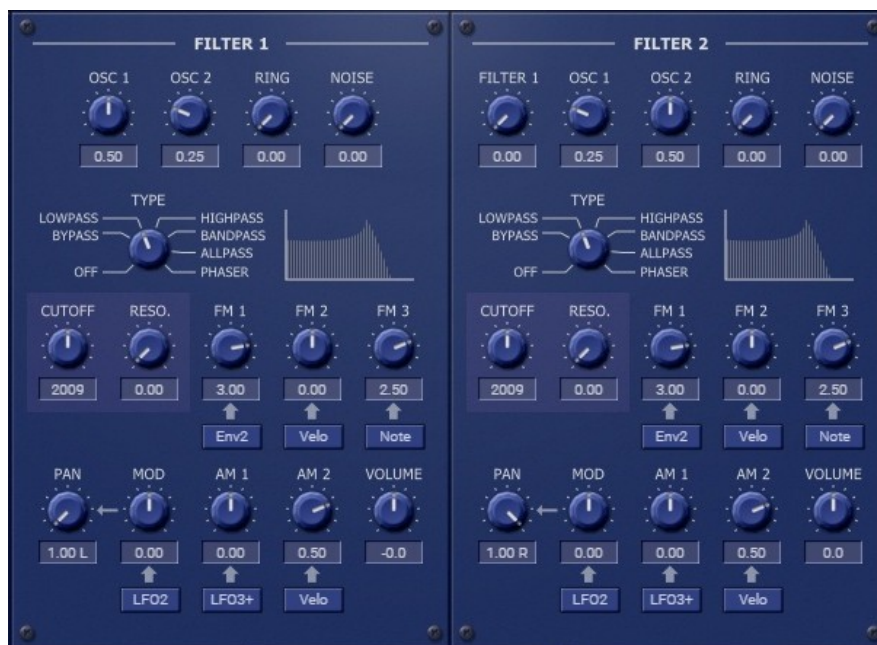 FILTER 1
OSC 1 OSC 2 RING NOISE
0.50 0.25 0.00 0.00
TYPE
LOWPASS HIGHPASS
BYPASS BANDPASS
ALLPASS
OFF PHASER
CUTOFF RESO. FM 1 FM 2 FM 3
2009 0.00 3.00 0.00 2.50
Env2 Velo Note
PAN MOD AM 1 AM 2 VOLUME
1.00 L 0.00 0.00 0.50 -0.0
LFO2 LFO3+ Velo
FILTER 2
FILTER 1 OSC 1 OSC 2 RING NOISE
0.00 0.25 0.50 0.00 0.00
TYPE
LOWPASS HIGHPASS
BYPASS BANDPASS
ALLPASS
OFF PHASER
CUTOFF RESO. FM 1 FM 2 FM 3
2009 0.00 3.00 0.00 2.50
Env2 Velo Note
PAN MOD AM 1 AM 2 VOLUME
1.00 R 0.00 0.00 0.50 0.0
LFO2 LFO3+ Velo